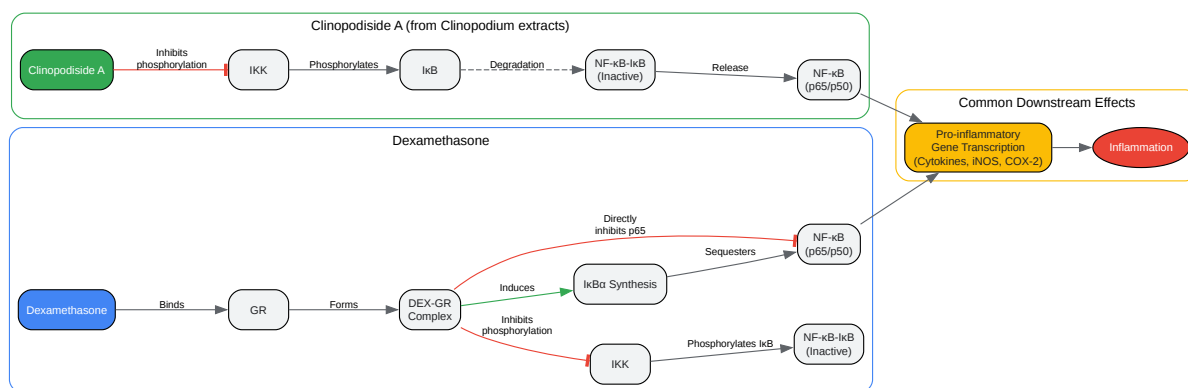 Clinopodiside A (from Clinopodium extracts)
Clinopodiside A
Inhibits
phosphorylation
IKK
Phosphorylates
IκB
Degradation
NF-κB-IκB
(Inactive)
Release
NF-κB
(p65/p50)
Common Downstream Effects
Pro-inflammatory
Gene Transcription
(Cytokines, iNOS, COX-2)
Inflammation
Dexamethasone
Dexamethasone
Binds
GR
Forms
DEX-GR
Complex
Directly
inhibits p65
Induces
IκBα Synthesis
Sequesters
NF-κB
(p65/p50)
Inhibits
phosphorylation
IKK
Phosphorylates IκB
NF-κB-IκB
(Inactive)